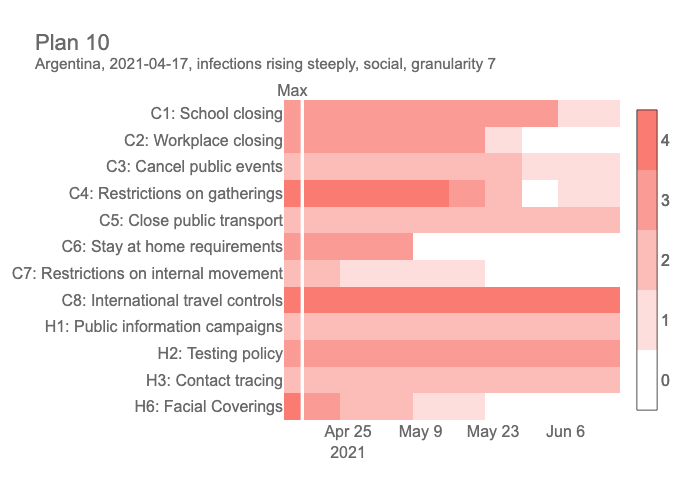 Plan 10
Argentina, 2021-04-17, infections rising steeply, social, granularity 7
Max
C1: School closing
C2: Workplace closing
C3: Cancel public events
C4: Restrictions on gatherings
C5: Close public transport
C6: Stay at home requirements
C7: Restrictions on internal movement
C8: International travel controls
H1: Public information campaigns
H2: Testing policy
H3: Contact tracing
H6: Facial Coverings
Apr 25 May 9 May 23 Jun 6
2021
4
3
2
1
0